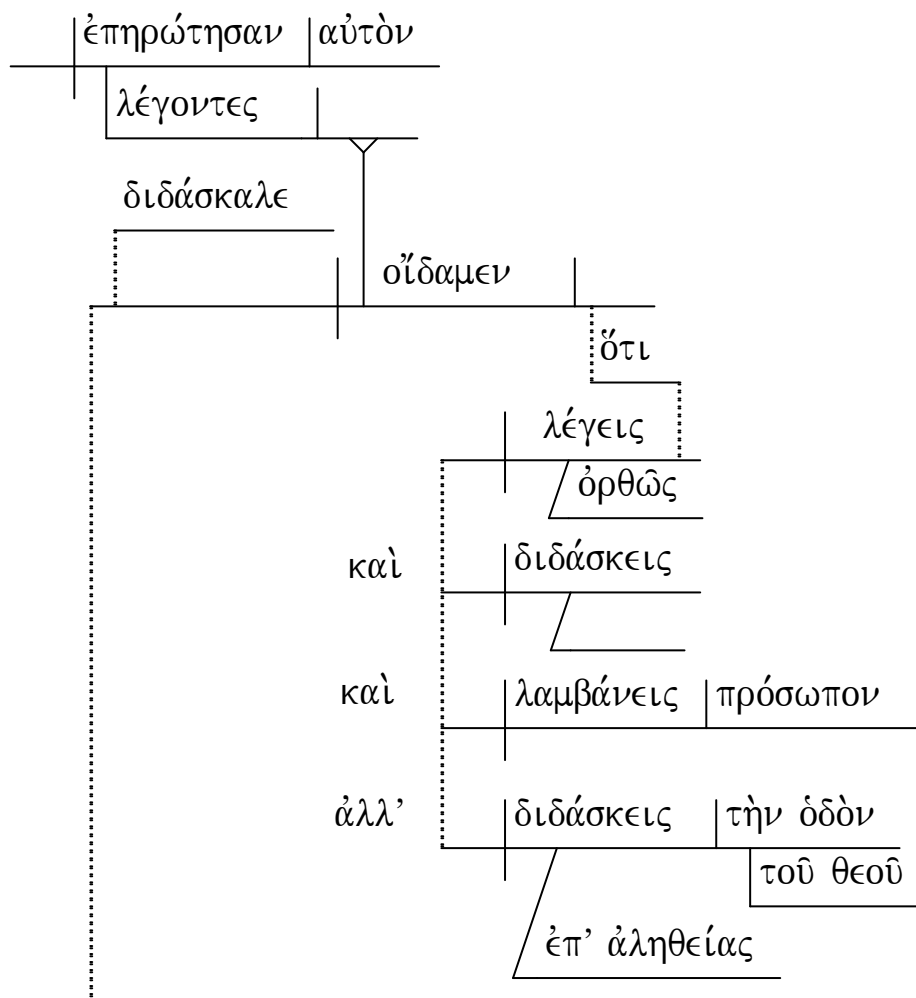 ἐπηρώτησαν αὐτὸν
λέγοντες
διδάσκαλε
οἴδαμεν
ὅτι
λέγεις
ὀρθῶς
καὶ διδάσκεις
καὶ λαμβάνεις πρόσωπον
ἀλλ’ διδάσκεις τὴν ὁδὸν
τοῦ θεοῦ
ἐπ’ ἀληθείας